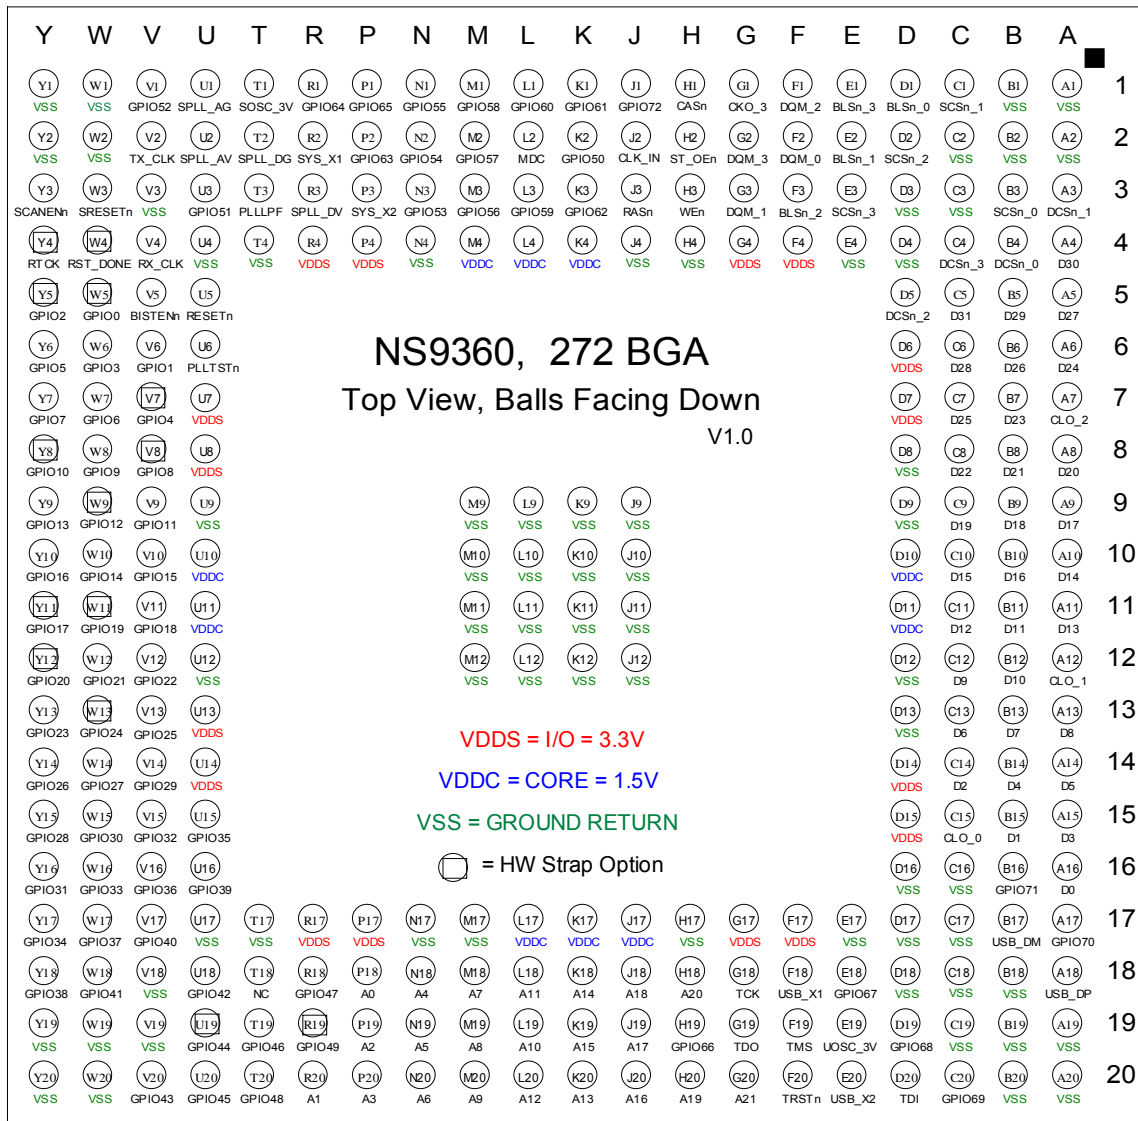 Y W V U T R P N M L K J H G F E D C B A
Y1 W1 V1 U1 T1 R1 P1 N1 M1 L1 K1 J1 H1 G1 F1 E1 D1 C1 B1 A1 1
VSS VSS GPIO52 SPLL_AG SOSC_3V GPIO64 GPIO65 GPIO55 GPIO58 GPIO60 GPIO61 GPIO72 CASn CKO_3 DQM_2 BLSn_3 BLSn_0 SCSn_1 VSS VSS
Y2 W2 V2 U2 T2 R2 P2 N2 M2 L2 K2 J2 H2 G2 F2 E2 D2 C2 B2 A2 2
VSS VSS TX_CLK SPLL_AV SPLL_DG SYS_X1 GPIO63 GPIO54 GPIO57 MDC GPIO50 CLK_IN ST_OEn DQM_3 DQM_0 BLSn_1 SCSn_2 VSS VSS VSS
Y3 W3 V3 U3 T3 R3 P3 N3 M3 L3 K3 J3 H3 G3 F3 E3 D3 C3 B3 A3 3
SCANENn SRESETn VSS GPIO51 PLLLPF SPLL_DV SYS_X2 GPIO53 GPIO56 GPIO59 GPIO62 RASn WEn DQM_1 BLSn_2 SCSn_3 VSS VSS SCSn_0 DCSn_1
Y4 W4 V4 U4 T4 R4 P4 N4 M4 L4 K4 J4 H4 G4 F4 E4 D4 C4 B4 A4 4
RTCK RST_DONE RX_CLK VSS VSS VDDS VDDS VSS VDDC VDDC VDDC VSS VSS VDDS VDDS VSS VSS DCSn_3 DCSn_0 D30
Y5 W5 V5 U5 D5 C5 B5 A5 5
GPIO2 GPIO0 BISTENn RESETn DCSn_2 D31 D29 D27
Y6 W6 V6 U6 NS9360, 272 BGA D6 C6 B6 A6 6
GPIO5 GPIO3 GPIO1 PLLTSTn VDDS D28 D26 D24
Y7 W7 V7 U7 Top View, Balls Facing Down D7 C7 B7 A7 7
GPIO7 GPIO6 GPIO4 VDDS VDDS D25 D23 CLO_2
V1.0
Y8 W8 V8 U8 D8 C8 B8 A8 8
GPIO10 GPIO9 GPIO8 VDDS VSS D22 D21 D20
Y9 W9 V9 U9 M9 L9 K9 J9 D9 C9 B9 A9 9
GPIO13 GPIO12 GPIO11 VSS VSS VSS VSS VSS VSS D19 D18 D17
Y10 W10 V10 U10 M10 L10 K10 J10 D10 C10 B10 A10 10
GPIO16 GPIO14 GPIO15 VDDC VSS VSS VSS VSS VDDC D15 D16 D14
Y11 W11 V11 U11 M11 L11 K11 J11 D11 C11 B11 A11 11
GPIO17 GPIO19 GPIO18 VDDC VSS VSS VSS VSS VDDC D12 D11 D13
Y12 W12 V12 U12 M12 L12 K12 J12 D12 C12 B12 A12 12
GPIO20 GPIO21 GPIO22 VSS VSS VSS VSS VSS VSS D9 D10 CLO_1
Y13 W13 V13 U13 D13 C13 B13 A13 13
GPIO23 GPIO24 GPIO25 VDDS VSS D6 D7 D8
VDDS = I/O = 3.3V
Y14 W14 V14 U14 D14 C14 B14 A14 14
GPIO26 GPIO27 GPIO29 VDDS VDDS D2 D4 D5
VDDC = CORE = 1.5V
Y15 W15 V15 U15 D15 C15 B15 A15 15
GPIO28 GPIO30 GPIO32 GPIO35 VDDS CLO_0 D1 D3
VSS = GROUND RETURN
Y16 W16 V16 U16 = HW Strap Option D16 C16 B16 A16 16
GPIO31 GPIO33 GPIO36 GPIO39 VSS VSS GPIO71 D0
Y17 W17 V17 U17 T17 R17 P17 N17 M17 L17 K17 J17 H17 G17 F17 E17 D17 C17 B17 A17 17
GPIO34 GPIO37 GPIO40 VSS VSS VDDS VDDS VSS VSS VDDC VDDC VDDC VSS VDDS VDDS VSS VSS VSS USB_DM GPIO70
Y18 W18 V18 U18 T18 R18 P18 N18 M18 L18 K18 J18 H18 G18 F18 E18 D18 C18 B18 A18 18
GPIO38 GPIO41 VSS GPIO42 NC GPIO47 A0 A4 A7 A11 A14 A18 A20 TCK USB_X1 GPIO67 VSS VSS VSS USB_DP
Y19 W19 V19 U19 T19 R19 P19 N19 M19 L19 K19 J19 H19 G19 F19 E19 D19 C19 B19 A19 19
VSS VSS VSS GPIO44 GPIO46 GPIO49 A2 A5 A8 A10 A15 A17 GPIO66 TDO TMS UOSC_3V GPIO68 VSS VSS VSS
Y20 W20 V20 U20 T20 R20 P20 N20 M20 L20 K20 J20 H20 G20 F20 E20 D20 C20 B20 A20 20
VSS VSS GPIO43 GPIO45 GPIO48 A1 A3 A6 A9 A12 A13 A16 A19 A21 TRSTn USB_X2 TDI GPIO69 VSS VSS